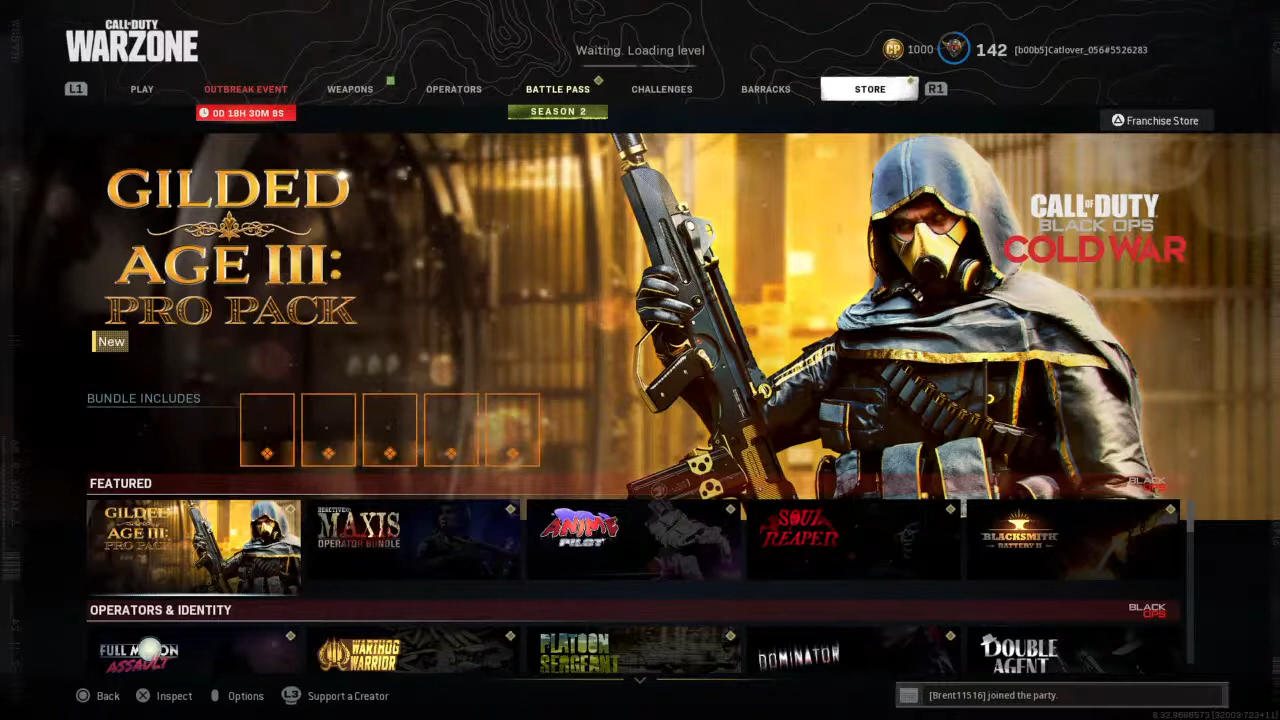 CALL OF DUTY
WARZONE
Waiting. Loading level
CP 1000 142 [b00b5]Catlover_056#5526283
L1 PLAY OUTBREAK EVENT WEAPONS OPERATORS BATTLE PASS CHALLENGES BARRACKS STORE R1
0D 18H 30M 9S
SEASON 2
Franchise Store
GILDED
AGE III:
PRO PACK
New
CALL OF DUTY
BLACK OPS
COLD WAR
BUNDLE INCLUDES
FEATURED
BLACK
OPS
GILDED
AGE III:
PRO PACK
REACTIVE
MAXIS
OPERATOR BUNDLE
ANIME
PILOT
SOUL
REAPER
BLACKSMITH
BATTERY II
OPERATORS & IDENTITY
BLACK
OPS
FULL MOON
ASSAULT
WARTHOG
WARRIOR
PLATOON
SERGEANT
DOMINATOR
DOUBLE
AGENT
Back Inspect Options L3 Support a Creator
[Brent11516] joined the party.